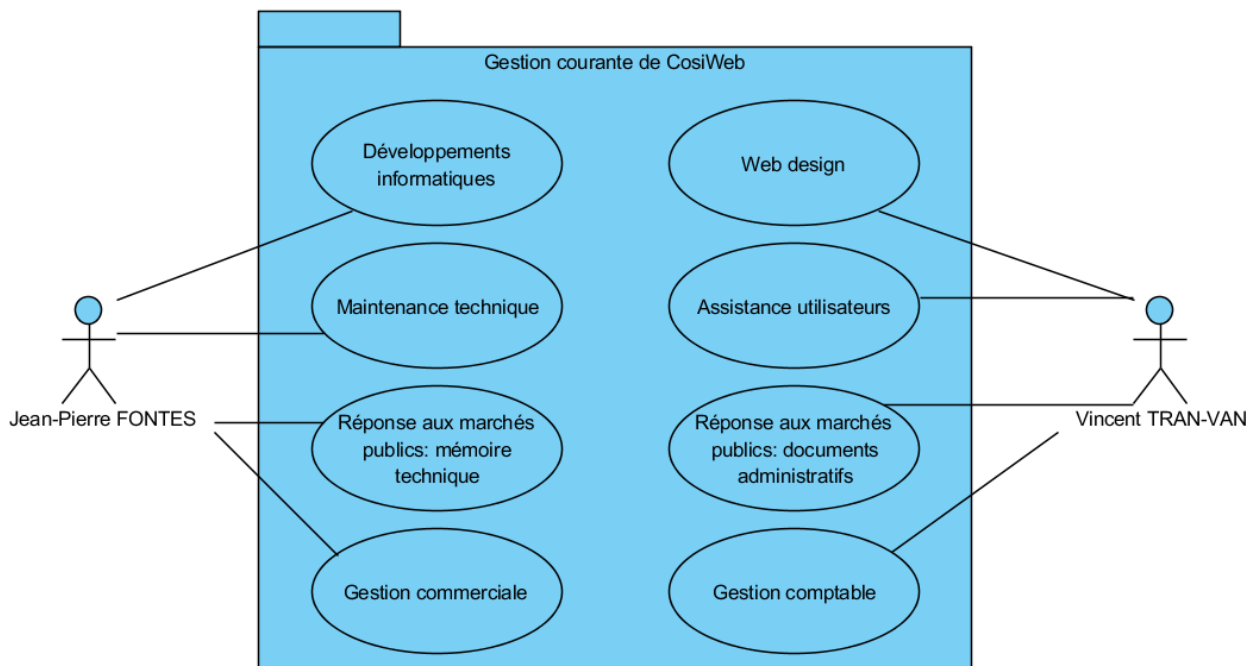 Gestion courante de CosiWeb
Développements
informatiques
Web design
Maintenance technique
Assistance utilisateurs
Jean-Pierre FONTES
Réponse aux marchés
publics: mémoire
technique
Réponse aux marchés
publics: documents
administratifs
Vincent TRAN-VAN
Gestion commerciale
Gestion comptable